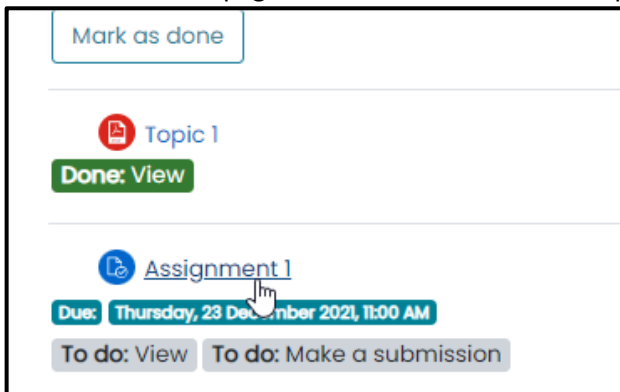 Mark as done
Topic 1
Done: View
Assignment 1
Due: Thursday, 23 December 2021, 11:00 AM
To do: View To do: Make a submission